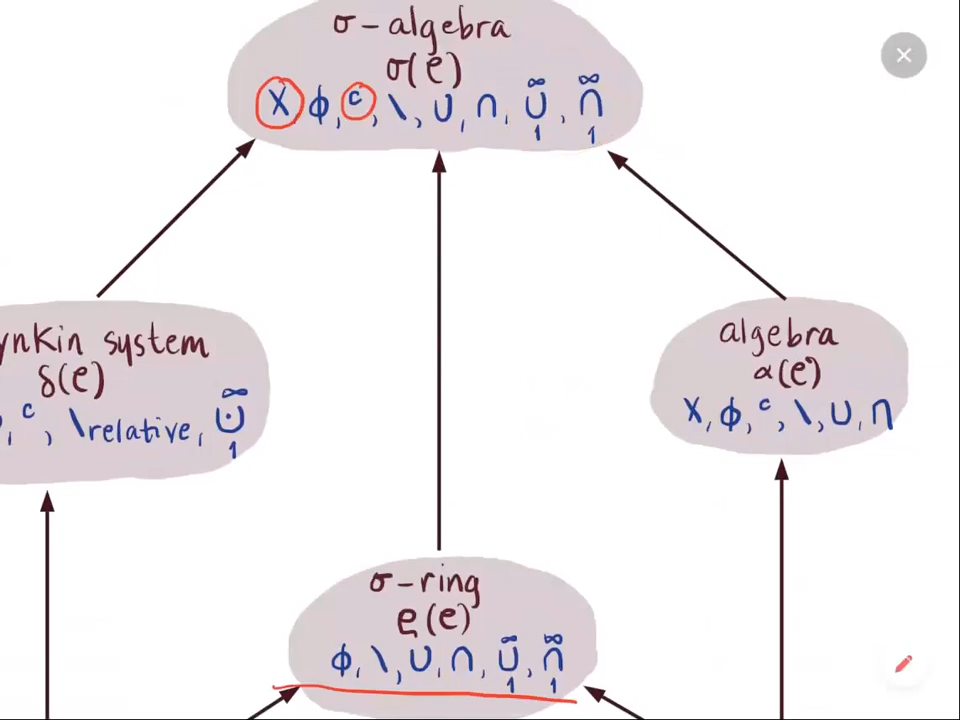 σ-algebra
σ(e)
X ϕ, c, \, ∪, ∩, ∞∪1, ∞∩1
ynkin system
δ(e)
c, \relative, ∞⊍1
algebra
α(e)
X, ϕ, c, \, ∪, ∩
σ-ring
ρ(e)
ϕ, \, ∪, ∩, ∞∪1, ∞∩1